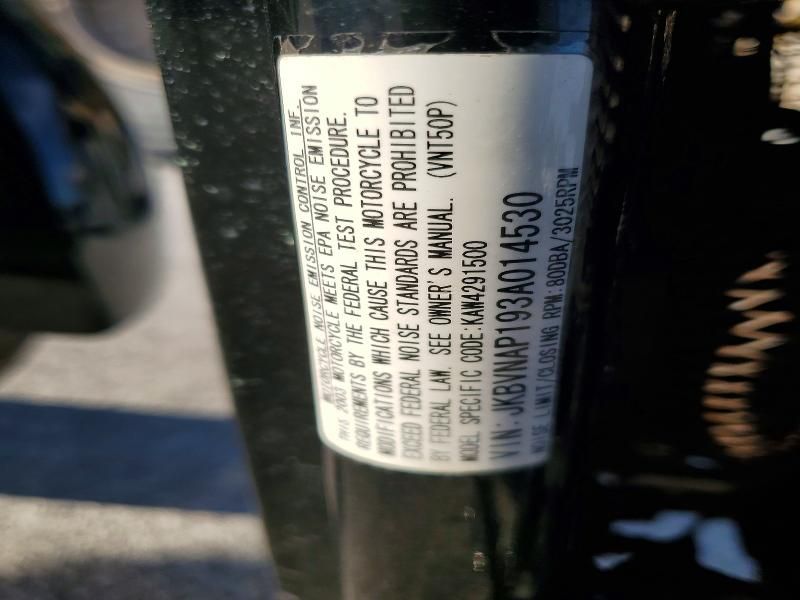 MOTORCYCLE NOISE EMISSION CONTROL INF.
THIS 2003 MOTORCYCLE MEETS EPA NOISE EMISSION
REQUIREMENTS BY THE FEDERAL TEST PROCEDURE.
MODIFICATIONS WHICH CAUSE THIS MOTORCYCLE TO
EXCEED FEDERAL NOISE STANDARDS ARE PROHIBITED
BY FEDERAL LAW. SEE OWNER'S MANUAL. (VNT50P)
MODEL SPECIFIC CODE:KAW4291500
VIN:JKBVNAP193A014530
NOISE LIMIT/CLOSING RPM:80DBA/3025RPM